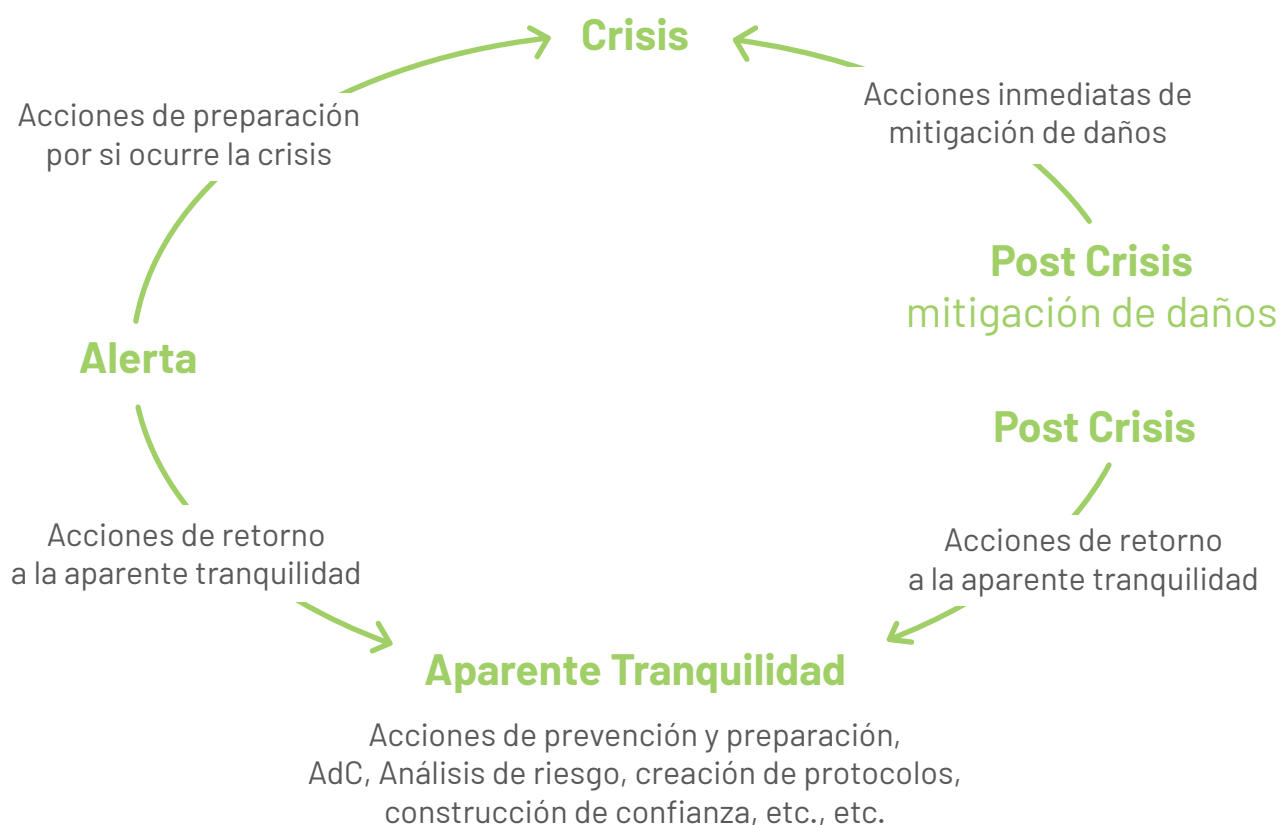 Crisis
Acciones de preparación
por si ocurre la crisis
Acciones inmediatas de
mitigación de daños
Post Crisis
mitigación de daños
Alerta
Post Crisis
Acciones de retorno
a la aparente tranquilidad
Acciones de retorno
a la aparente tranquilidad
Aparente Tranquilidad
Acciones de prevención y preparación,
AdC, Análisis de riesgo, creación de protocolos,
construcción de confianza, etc., etc.